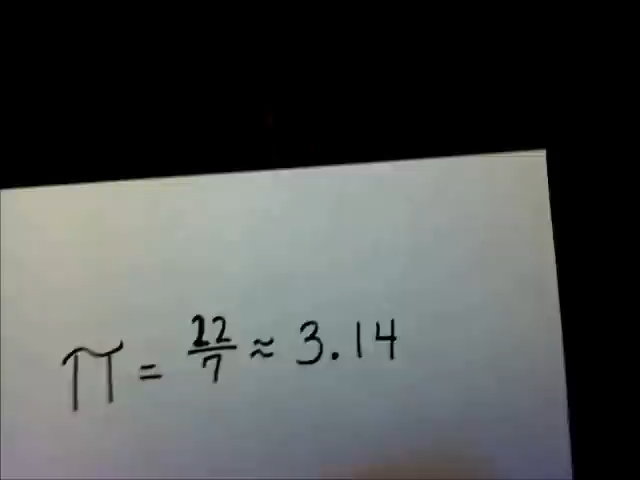 π = 22/7 ≈ 3.14